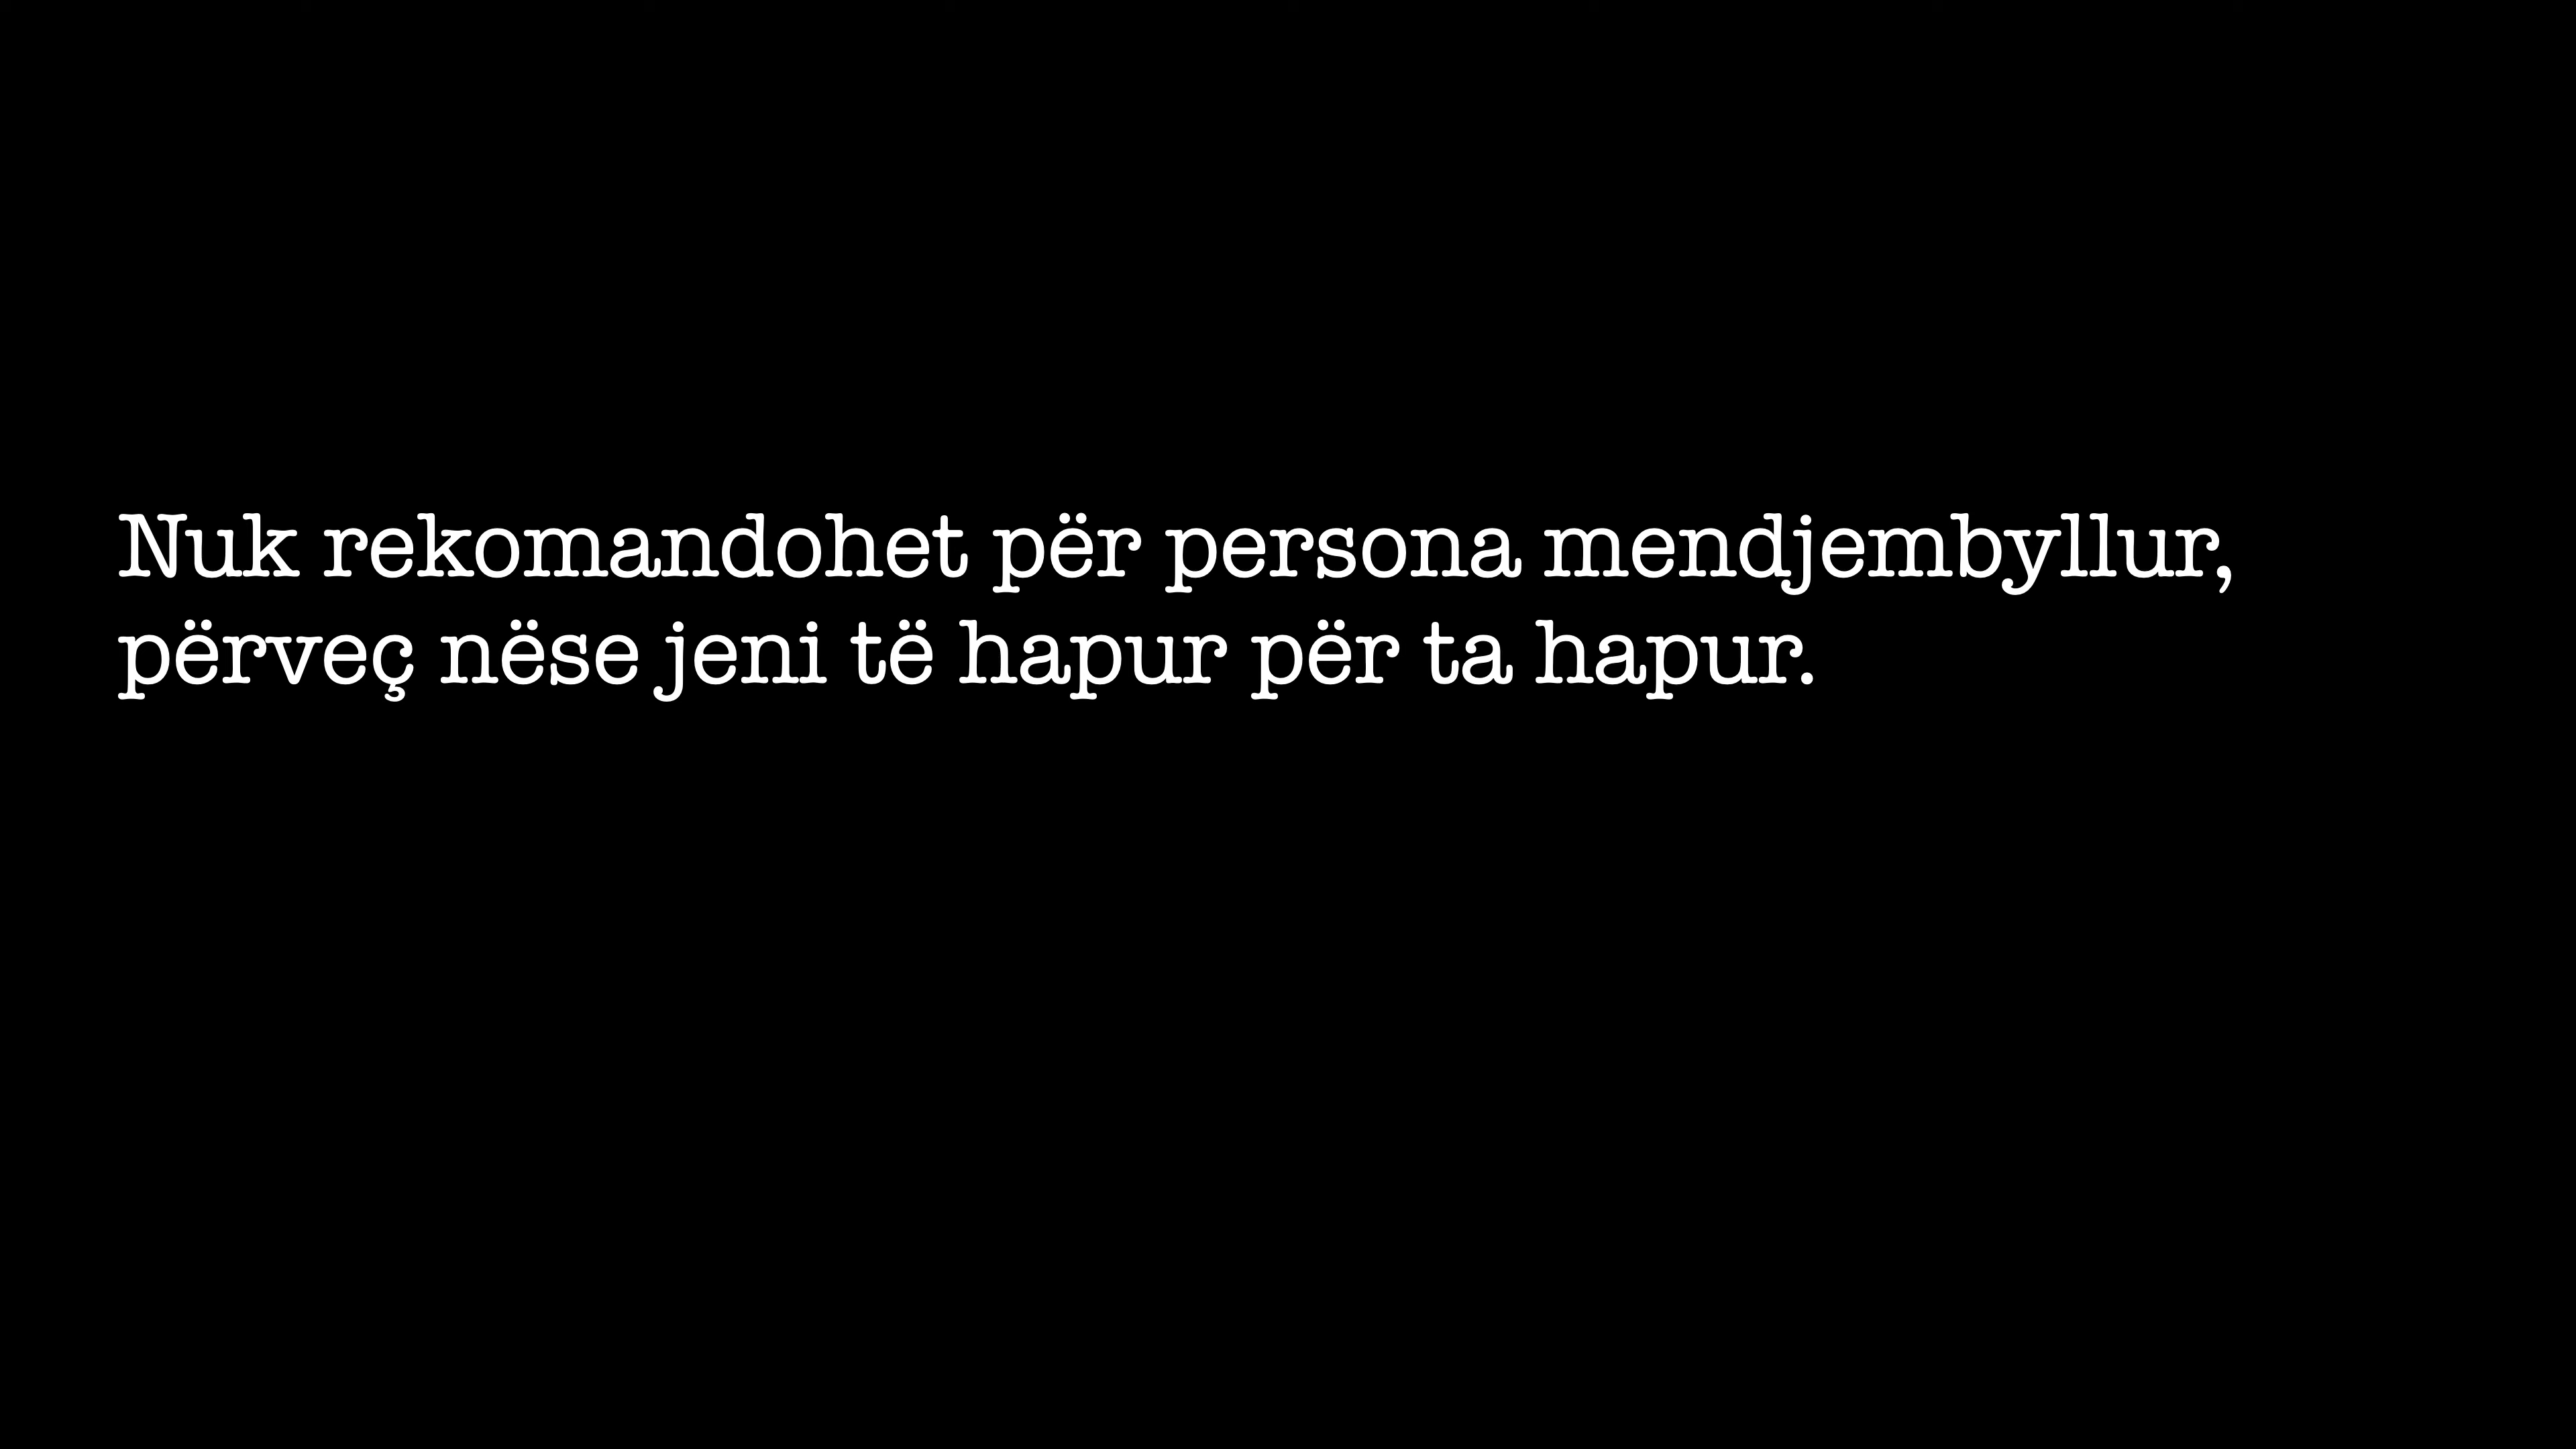 Nuk rekomandohet për persona mendjembyllur,
përveç nëse jeni të hapur për ta hapur.